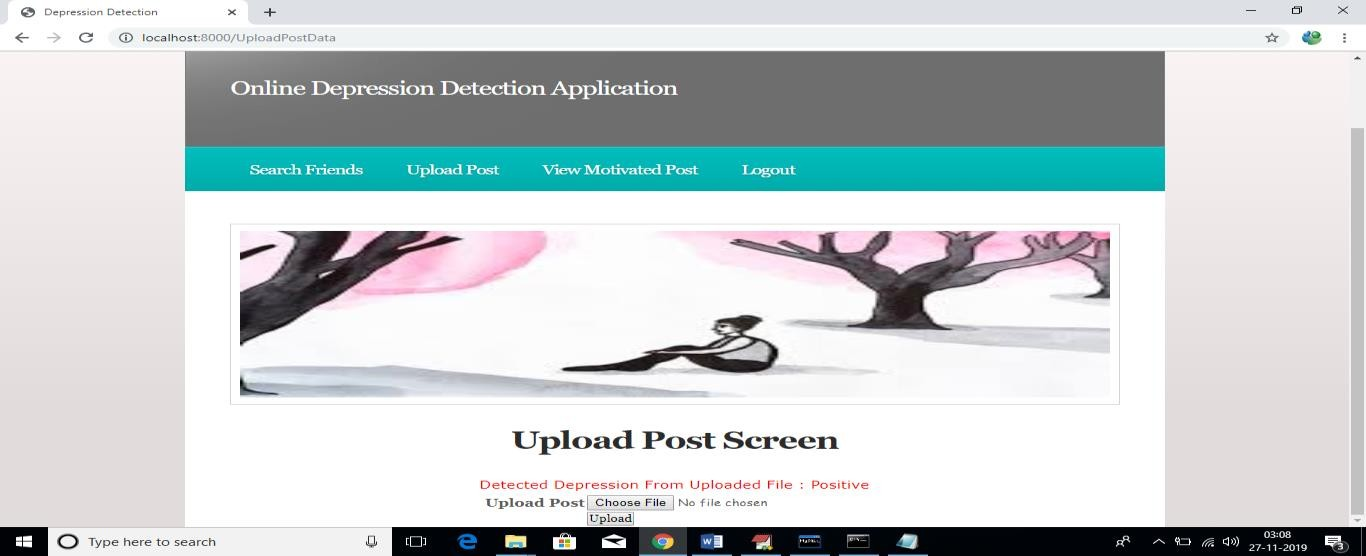 Depression Detection
localhost:8000/UploadPostData
Online Depression Detection Application
Search Friends Upload Post View Motivated Post Logout
Upload Post Screen
Detected Depression From Uploaded File : Positive
Upload Post Choose File No file chosen
Upload
Type here to search
03:08
27-11-2019
3